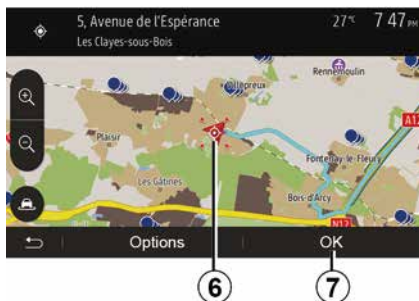 5, Avenue de l'Espérance
27°C
7 47 PM
Les Clayes-sous-Bois
Rennemoulin
Villepreux
A12
Plaisir
Fontenay-le-Fleury
Les Gâtines
Bois-d'Arcy
N12
Options
OK
6
7